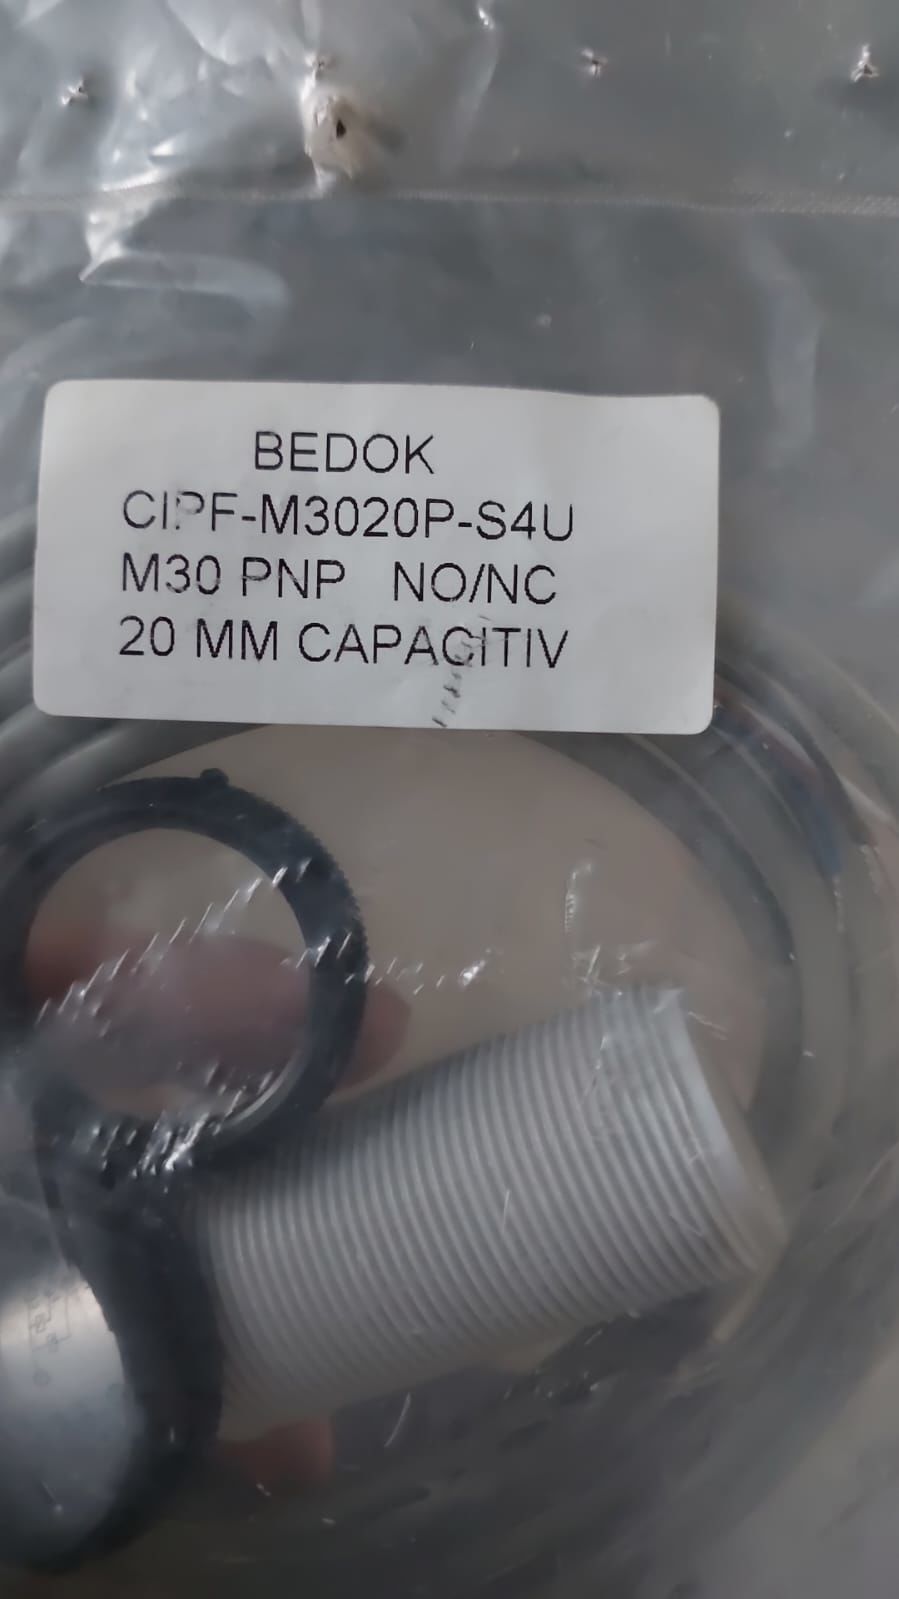 BEDOK
CIPF-M3020P-S4U
M30 PNP NO/NC
20 MM CAPACITIV